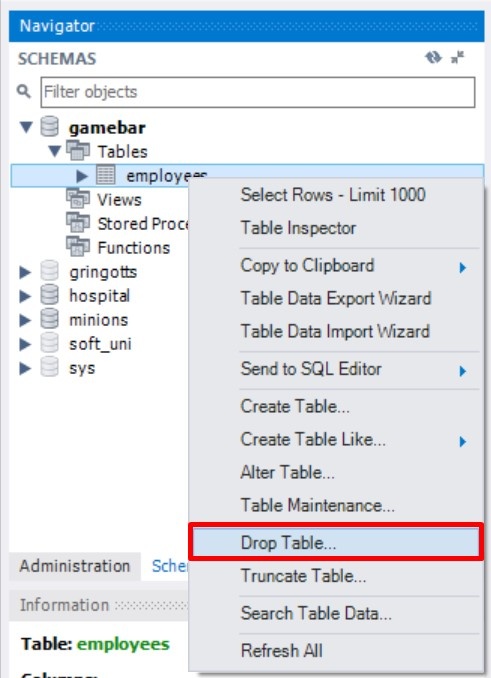 Navigator
SCHEMAS
Filter objects
gamebar
Tables
employees
Views
Stored Proc
Functions
gringotts
hospital
minions
soft_uni
sys
Select Rows - Limit 1000
Table Inspector
Copy to Clipboard
Table Data Export Wizard
Table Data Import Wizard
Send to SQL Editor
Create Table...
Create Table Like...
Alter Table...
Table Maintenance...
Drop Table...
Truncate Table...
Search Table Data...
Refresh All
Administration Sche
Information
Table: employees
Columns: